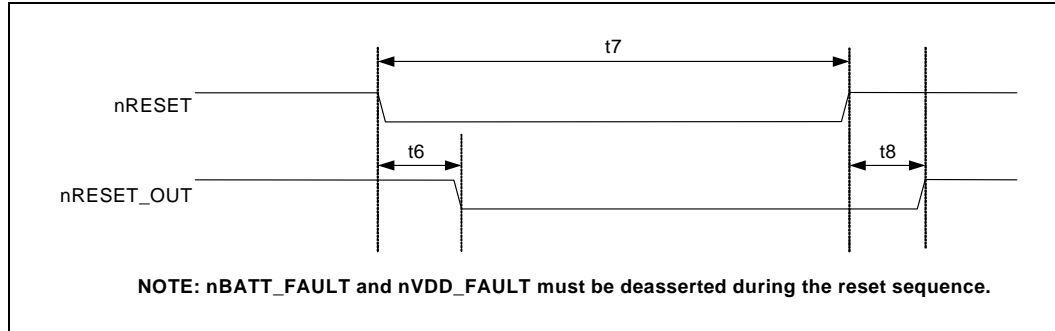 t7
nRESET
t6
t8
nRESET_OUT
NOTE: nBATT_FAULT and nVDD_FAULT must be deasserted during the reset sequence.